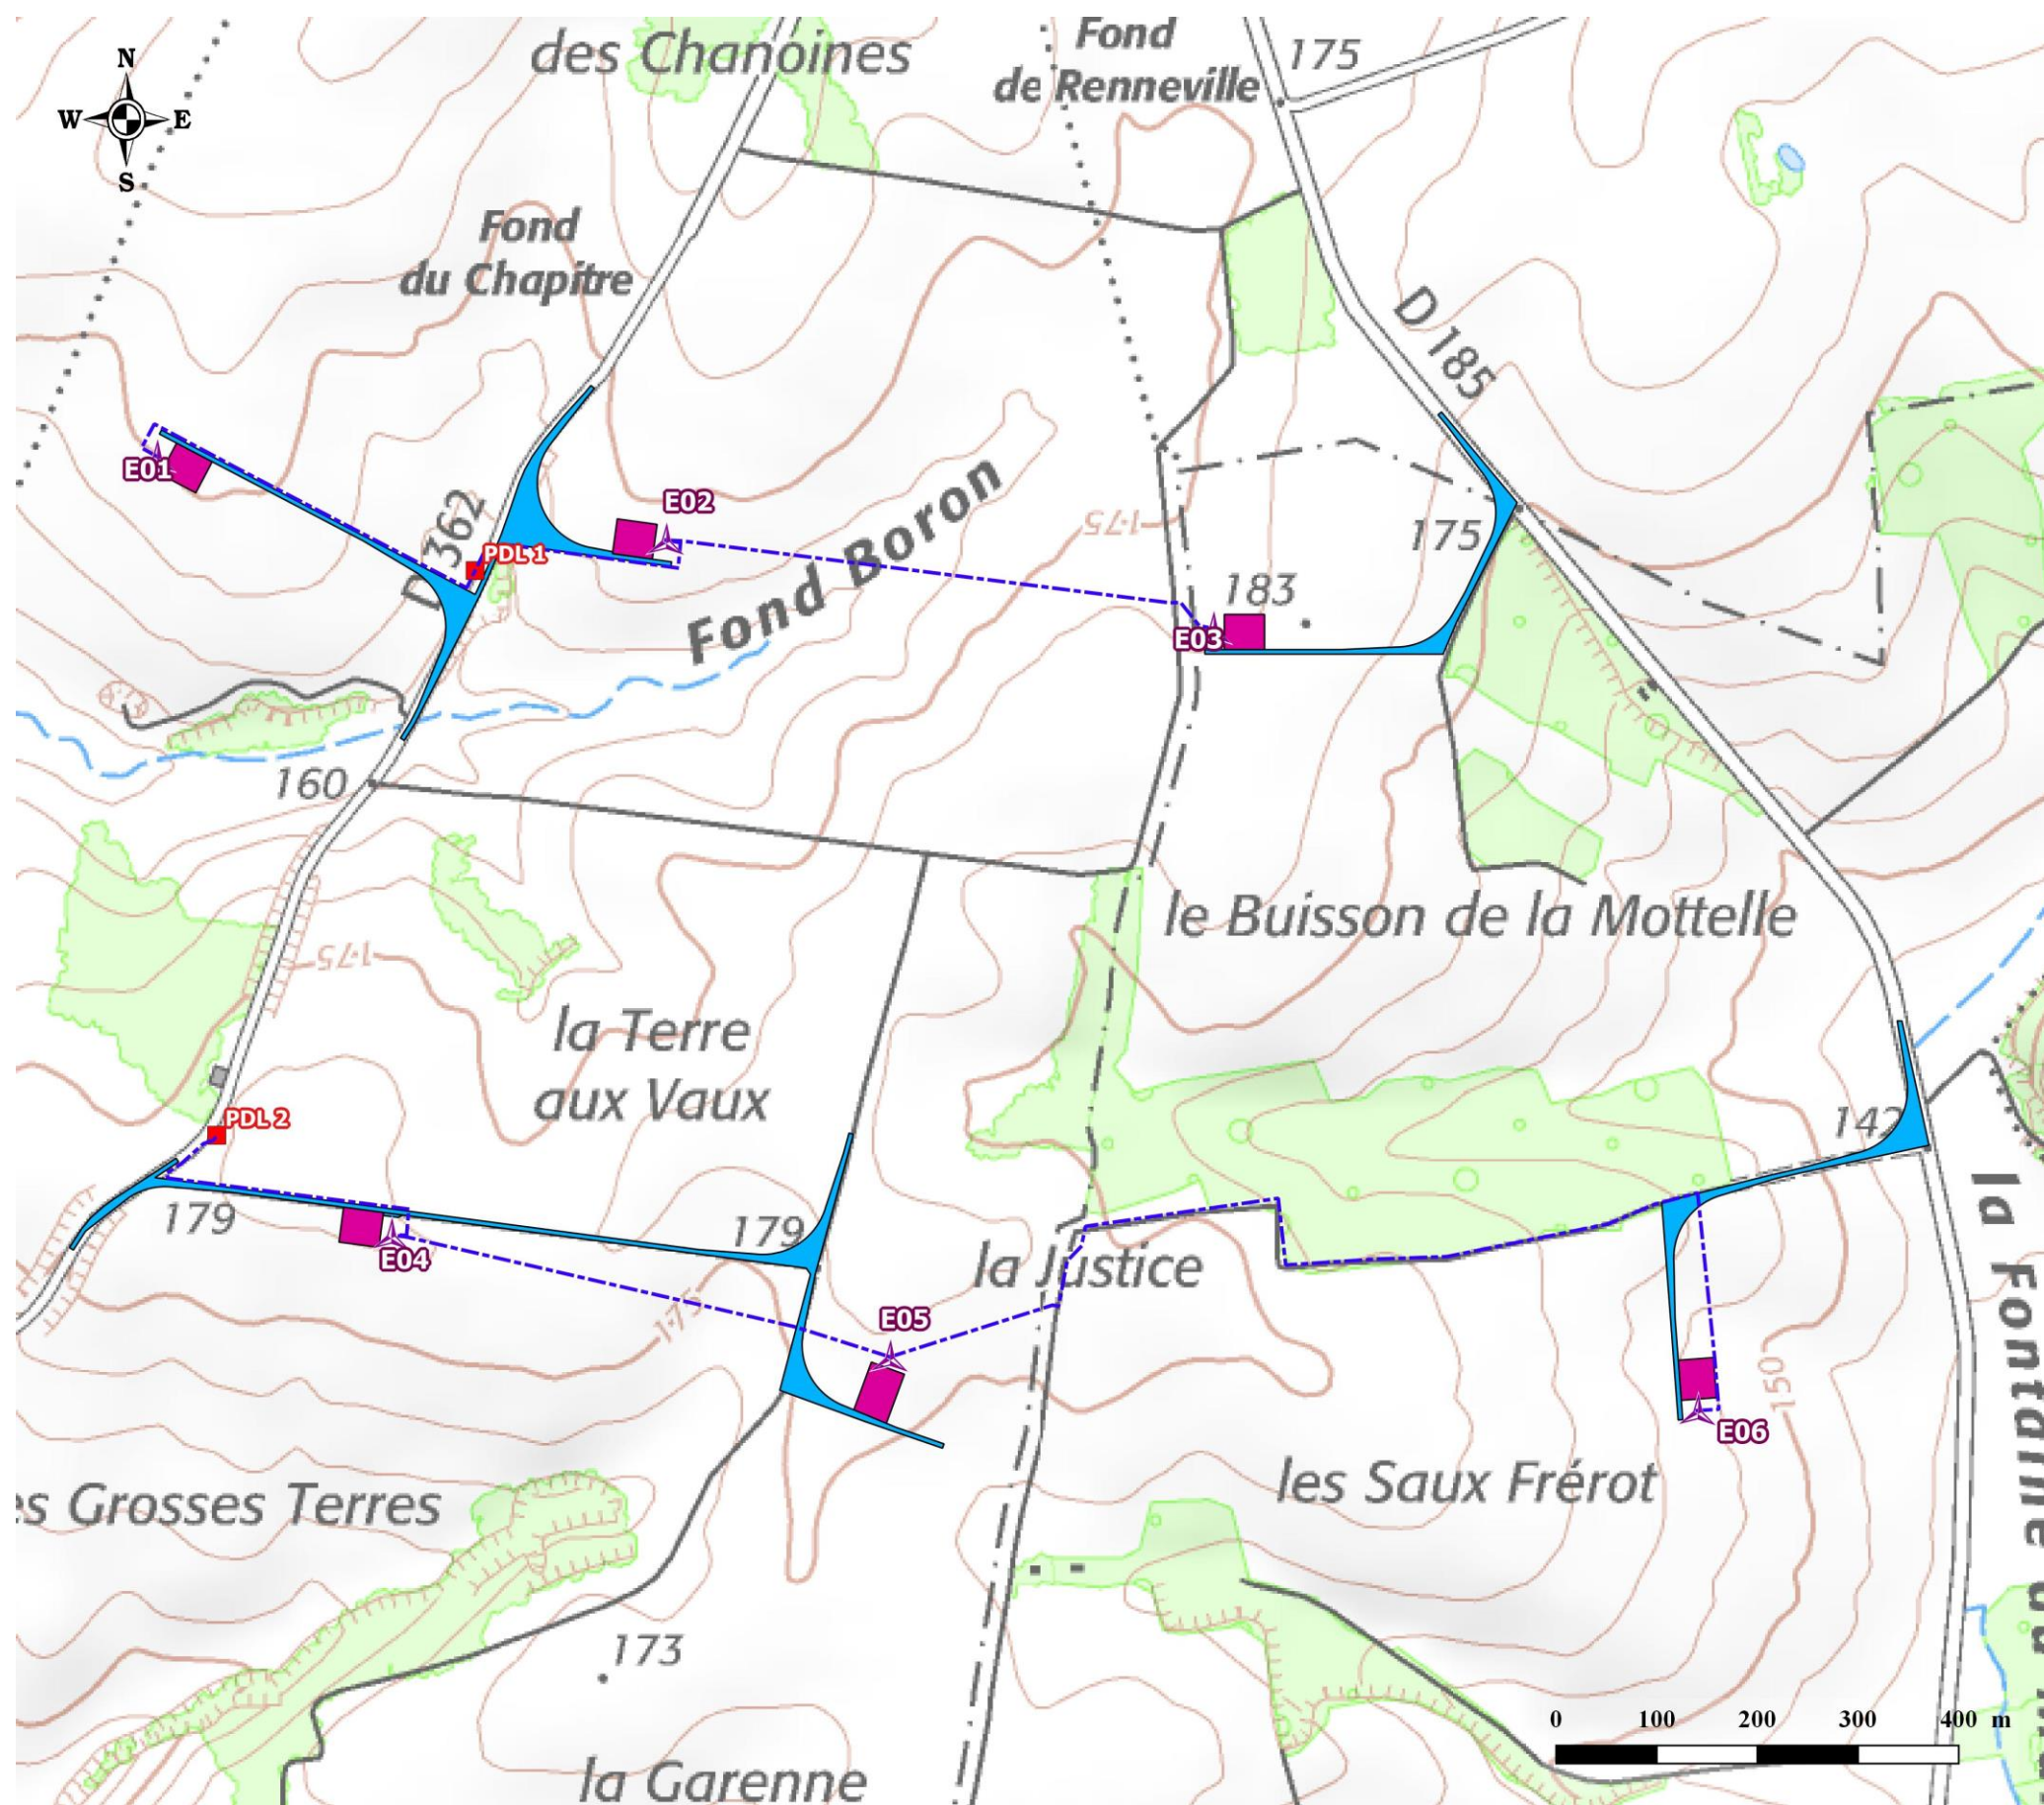 des Chanoines
Fond
de Renneville
175
N
W E
S
Fond
du Chapitre
D 185
E01
D 362
PDL 1
E02
Fond Boron
175
175
183
E03
160
le Buisson de la Mottelle
175
la Terre
aux Vaux
PDL 2
142
179
179
E04
la Justice
175
E05
150
E06
la Fontaine du
es Grosses Terres
les Saux Frérot
173
la Garenne
0 100 200 300 400 m